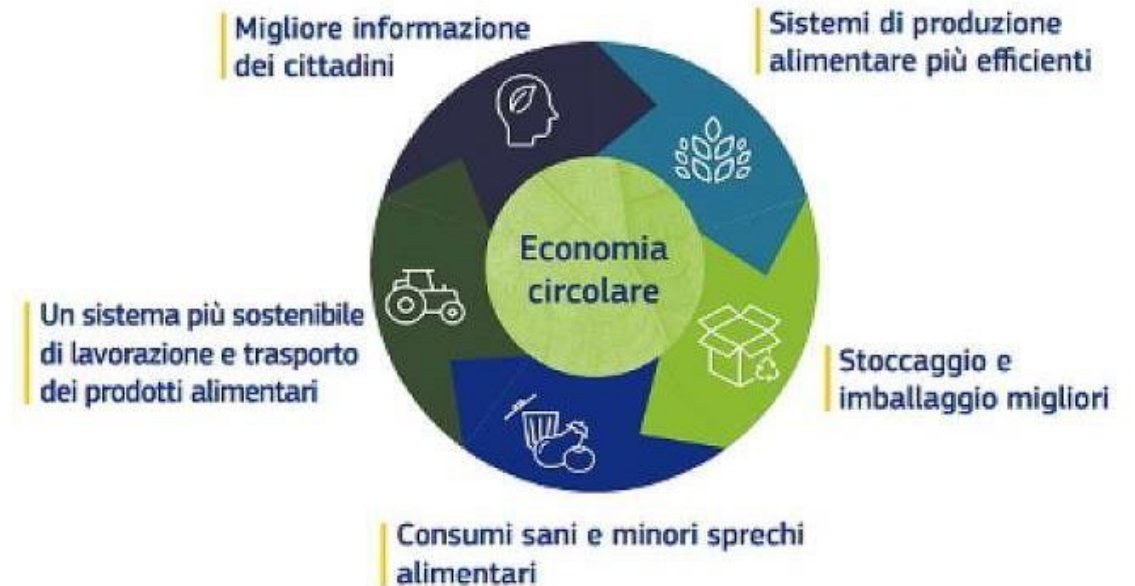 Migliore informazione
dei cittadini
Sistemi di produzione
alimentare più efficienti
Economia
circolare
Un sistema più sostenibile
di lavorazione e trasporto
dei prodotti alimentari
Stoccaggio e
imballaggio migliori
Consumi sani e minori sprechi
alimentari